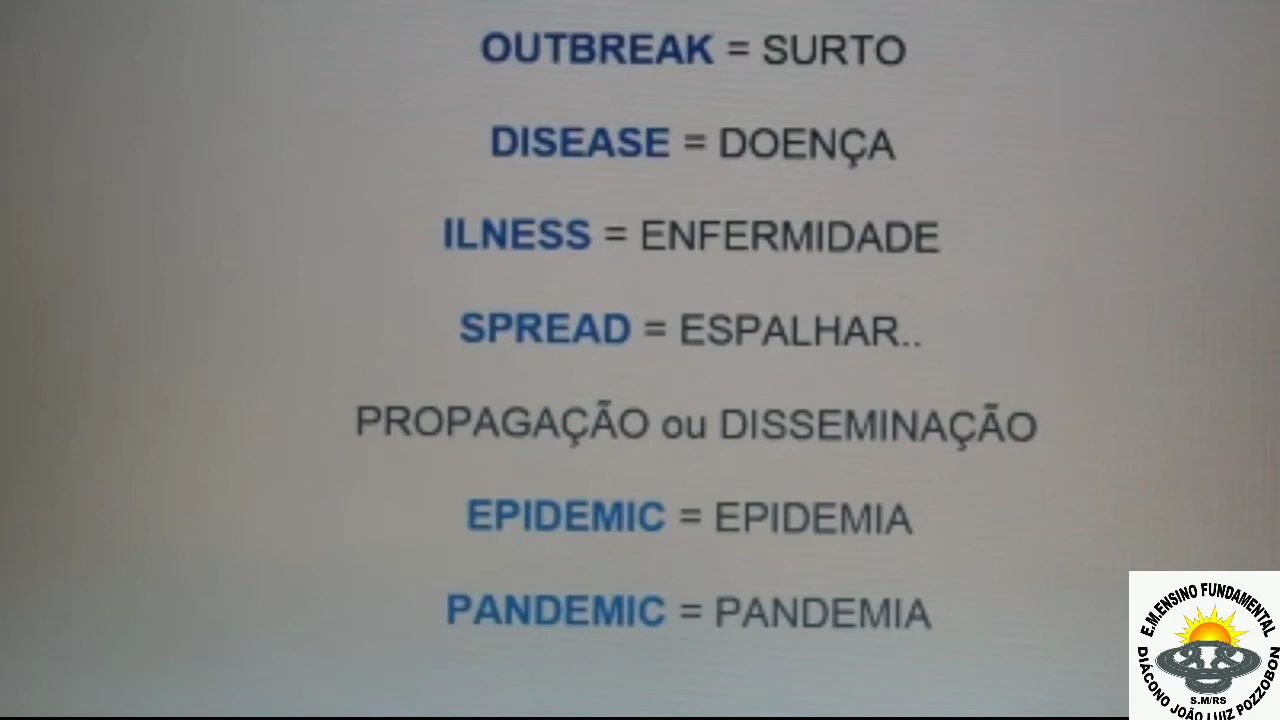 OUTBREAK = SURTO
DISEASE = DOENÇA
ILNESS = ENFERMIDADE
SPREAD = ESPALHAR..
PROPAGAÇÃO ou DISSEMINAÇÃO
EPIDEMIC = EPIDEMIA
PANDEMIC = PANDEMIA
E.M.ENSINO FUNDAMENTAL
DIÁCONO JOÃO LUIZ POZZOBON
S.M/RS